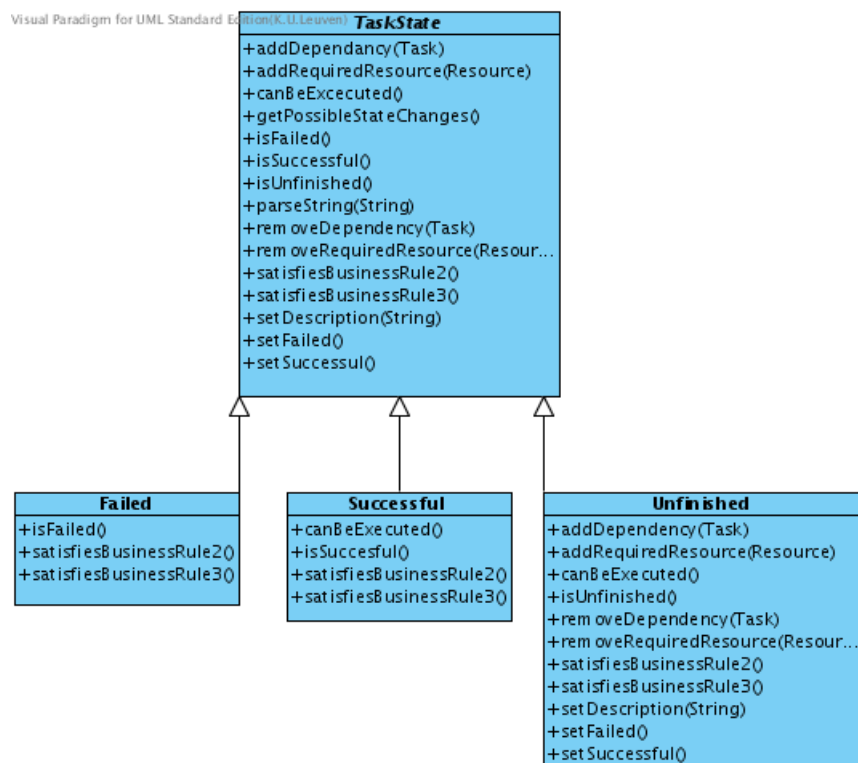 Visual Paradigm for UML Standard Edition(K.U.Leuven)
TaskState
+addDependancy(Task)
+addRequiredResource(Resource)
+canBeExcecuted()
+getPossibleStateChanges()
+isFailed()
+isSuccessful()
+isUnfinished()
+parseString(String)
+removeDependency(Task)
+removeRequiredResource(Resour...
+satisfiesBusinessRule2()
+satisfiesBusinessRule3()
+setDescription(String)
+setFailed()
+setSuccessul()
Failed
+isFailed()
+satisfiesBusinessRule2()
+satisfiesBusinessRule3()
Successful
+canBeExecuted()
+isSuccesful()
+satisfiesBusinessRule2()
+satisfiesBusinessRule3()
Unfinished
+addDependency(Task)
+addRequiredResource(Resource)
+canBeExecuted()
+isUnfinished()
+removeDependency(Task)
+removeRequiredResource(Resour...
+satisfiesBusinessRule2()
+satisfiesBusinessRule3()
+setDescription(String)
+setFailed()
+setSuccessful()